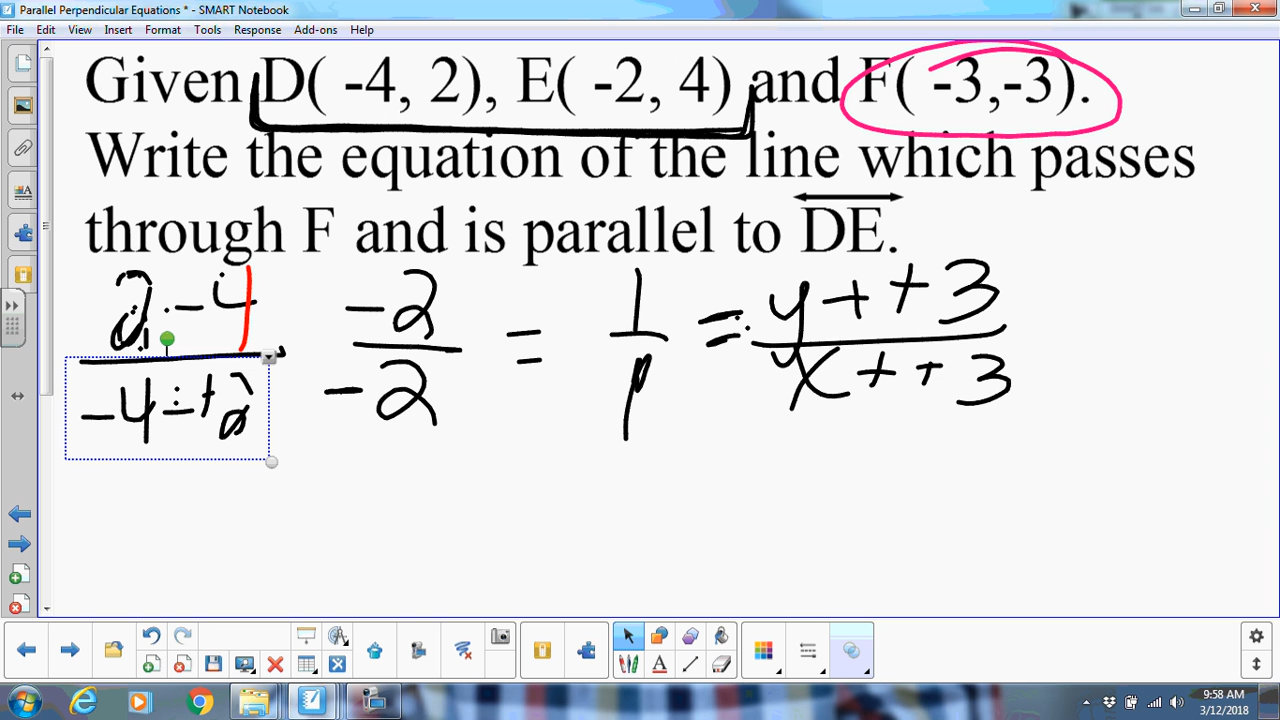 Parallel Perpendicular Equations * - SMART Notebook
File Edit View Insert Format Tools Response Add-ons Help
Given D( -4, 2), E( -2, 4) and F( -3,-3).
Write the equation of the line which passes
through F and is parallel to DE.
2 - 4
-2
1
y + + 3
=
=
-2
1
x + + 3
9:58 AM
3/12/2018